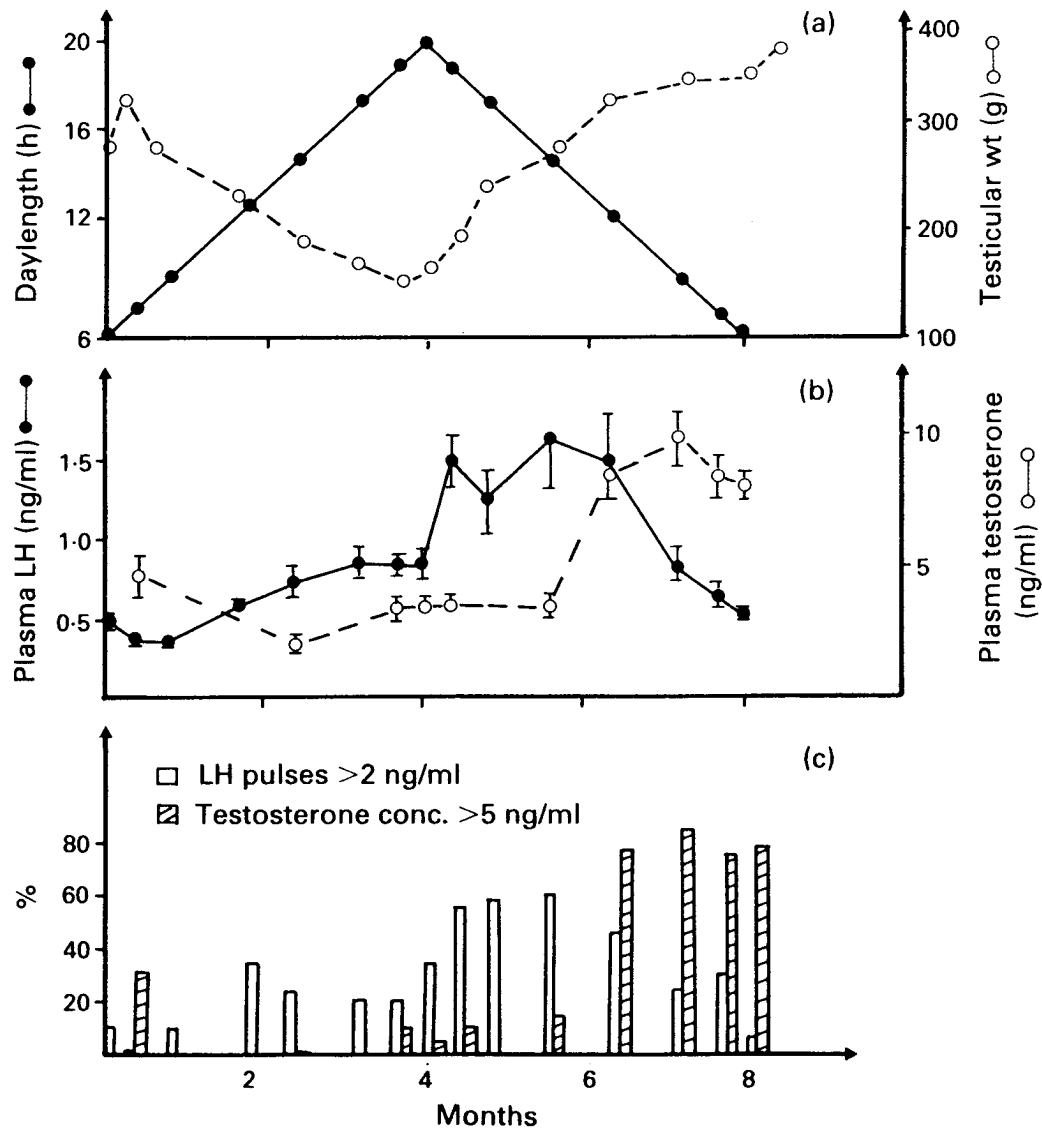 (a)
Daylength (h)
20
16
12
6
400
300
200
100
Testicular wt (g)
(b)
Plasma LH (ng/ml)
1·5
1·0
0·5
10
5
Plasma testosterone
(ng/ml)
(c)
LH pulses >2 ng/ml
Testosterone conc. >5 ng/ml
%
80
60
40
20
2 4 6 8
Months